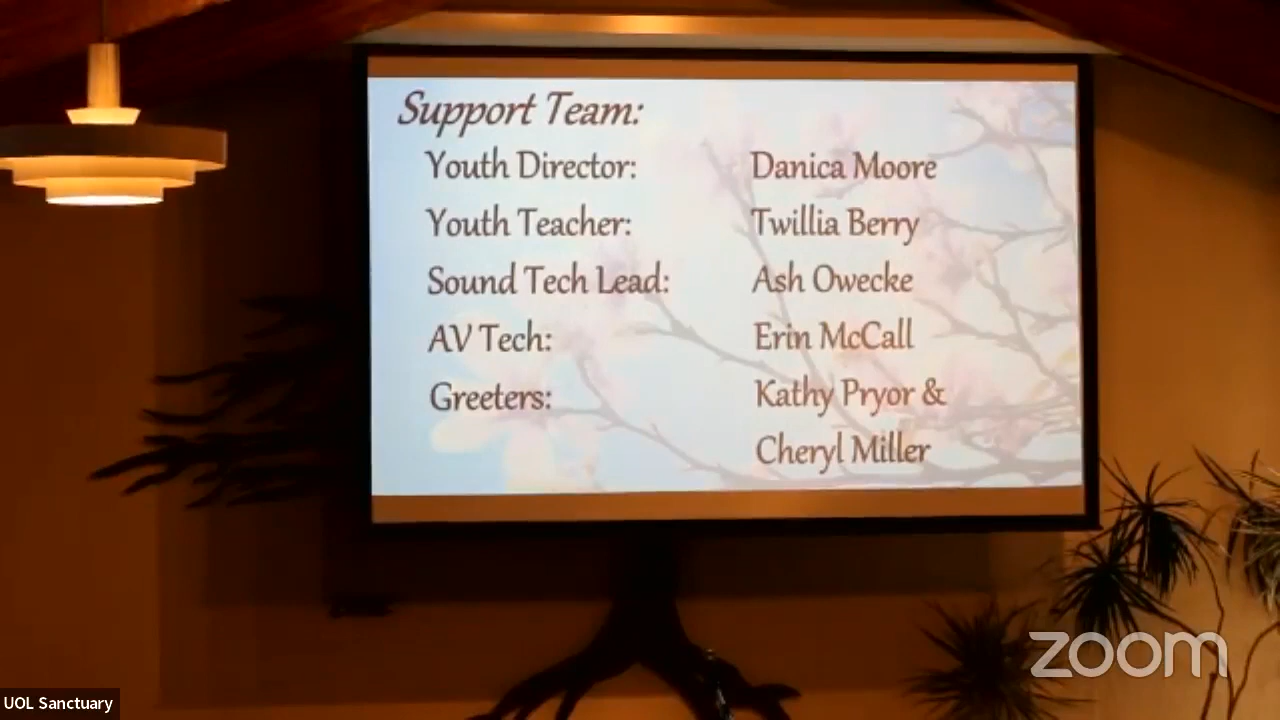 Support Team:
Youth Director: Danica Moore
Youth Teacher: Twillia Berry
Sound Tech Lead: Ash Owecke
AV Tech: Erin McCall
Greeters: Kathy Pryor &
Cheryl Miller
zoom
UOL Sanctuary